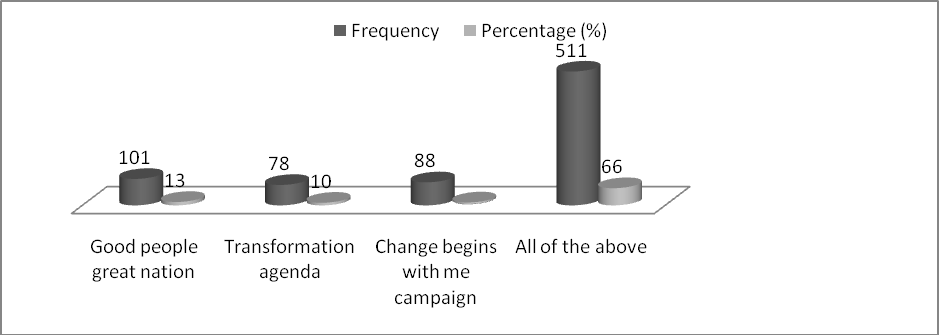 Frequency Percentage (%)
511
101
13
78
10
88
66
Good people
great nation
Transformation
agenda
Change begins
with me
campaign
All of the above